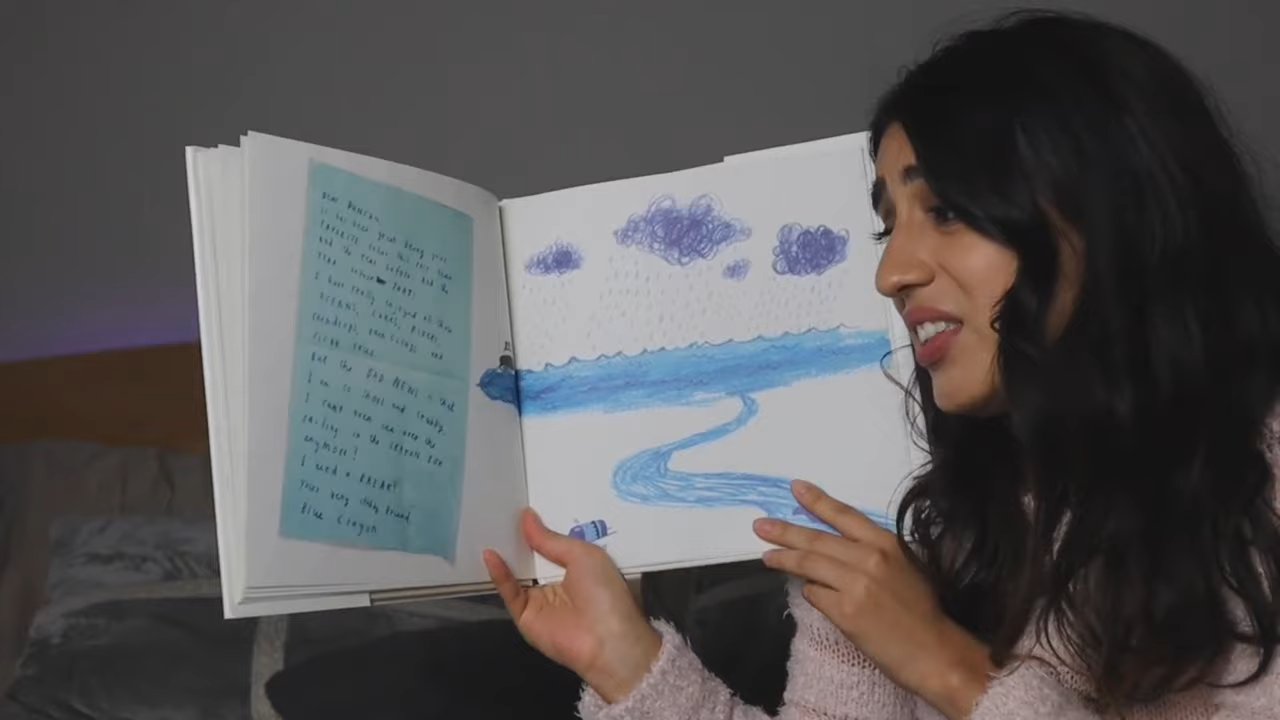 Dear DUNCAN,
it has been great being your
FAVORITE color this past year.
And the year before. And the
YEAR before THAT!
I have really enjoyed all those
OCEANS, LAKES, RIVERS,
raindrops, rain CLOUDS and
CLEAR skies.
But the BAD NEWS is that
I am so short and stubby,
I can't even see over the
railing in the CRAYON BOX
anymore!
I need a BREAK!
Your very stubby friend,
Blue Crayon